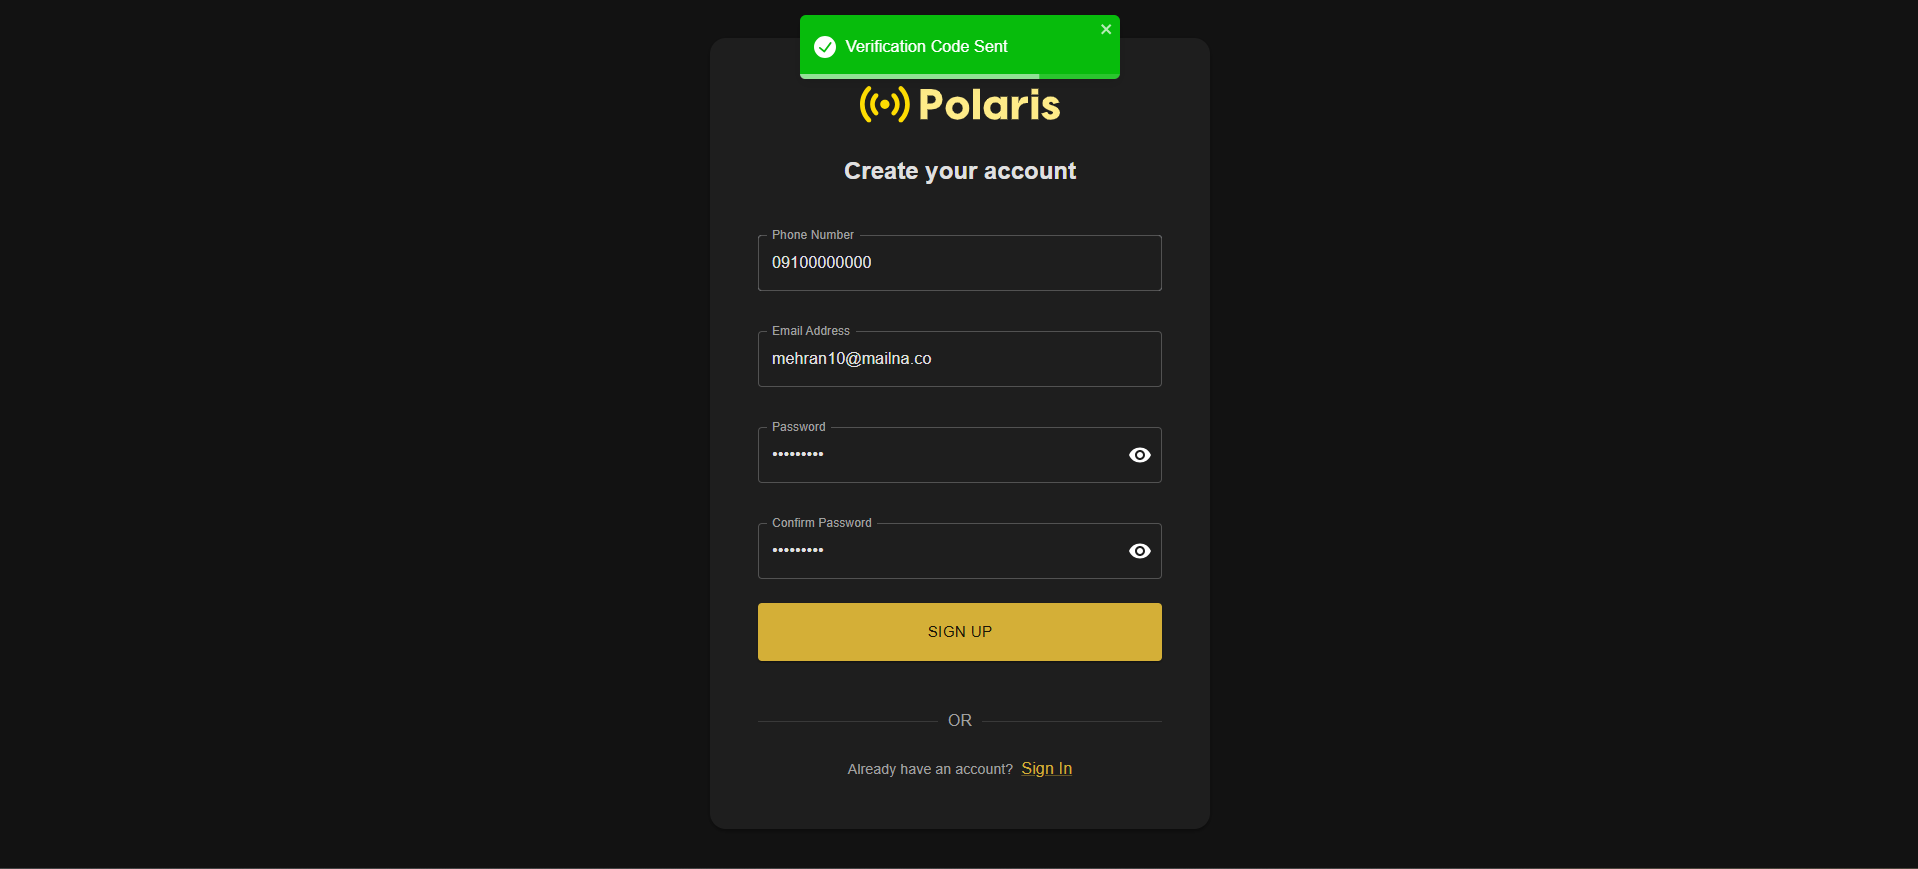 Verification Code Sent
Polaris
Create your account
Phone Number
09100000000
Email Address
mehran10@mailna.co
Password
•••••••••
Confirm Password
•••••••••
SIGN UP
OR
Already have an account? Sign In